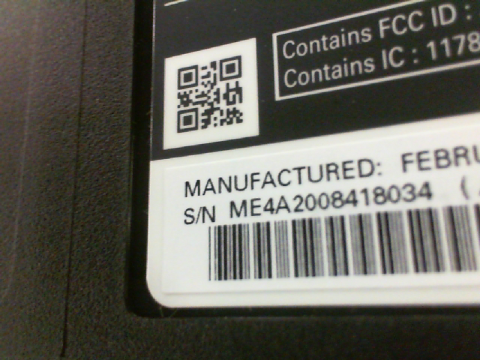 Contains FCC ID :
Contains IC : 1178
MANUFACTURED: FEBRU
S/N ME4A2008418034 (